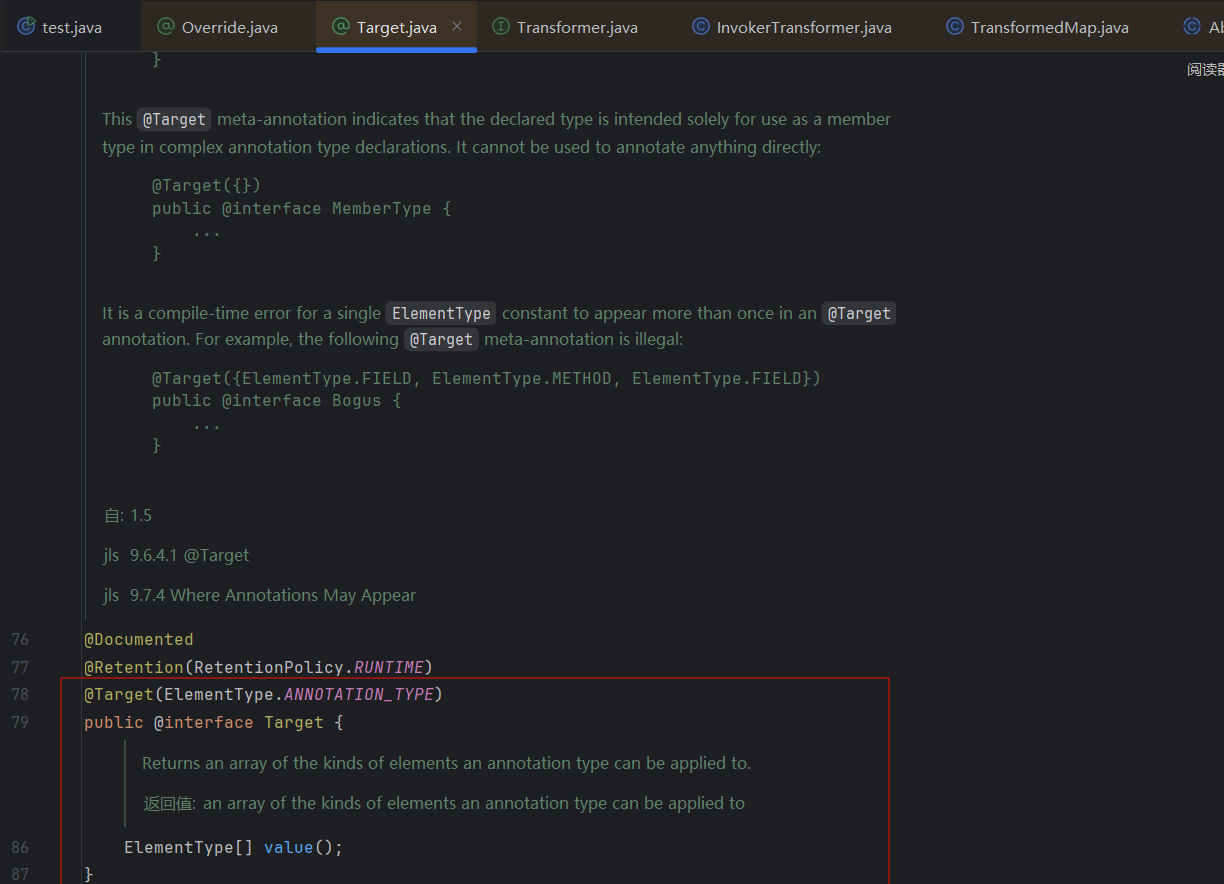 test.java
Override.java
Target.java
Transformer.java
InvokerTransformer.java
TransformedMap.java
}
This @Target meta-annotation indicates that the declared type is intended solely for use as a member
type in complex annotation type declarations. It cannot be used to annotate anything directly:
@Target({})
public @interface MemberType {
...
}
It is a compile-time error for a single ElementType constant to appear more than once in an @Target
annotation. For example, the following @Target meta-annotation is illegal:
@Target({ElementType.FIELD, ElementType.METHOD, ElementType.FIELD})
public @interface Bogus {
...
}
自: 1.5
jls 9.6.4.1 @Target
jls 9.7.4 Where Annotations May Appear
76 @Documented
77 @Retention(RetentionPolicy.RUNTIME)
78 @Target(ElementType.ANNOTATION_TYPE)
79 public @interface Target {
Returns an array of the kinds of elements an annotation type can be applied to.
返回值: an array of the kinds of elements an annotation type can be applied to
86 ElementType[] value();
87 }